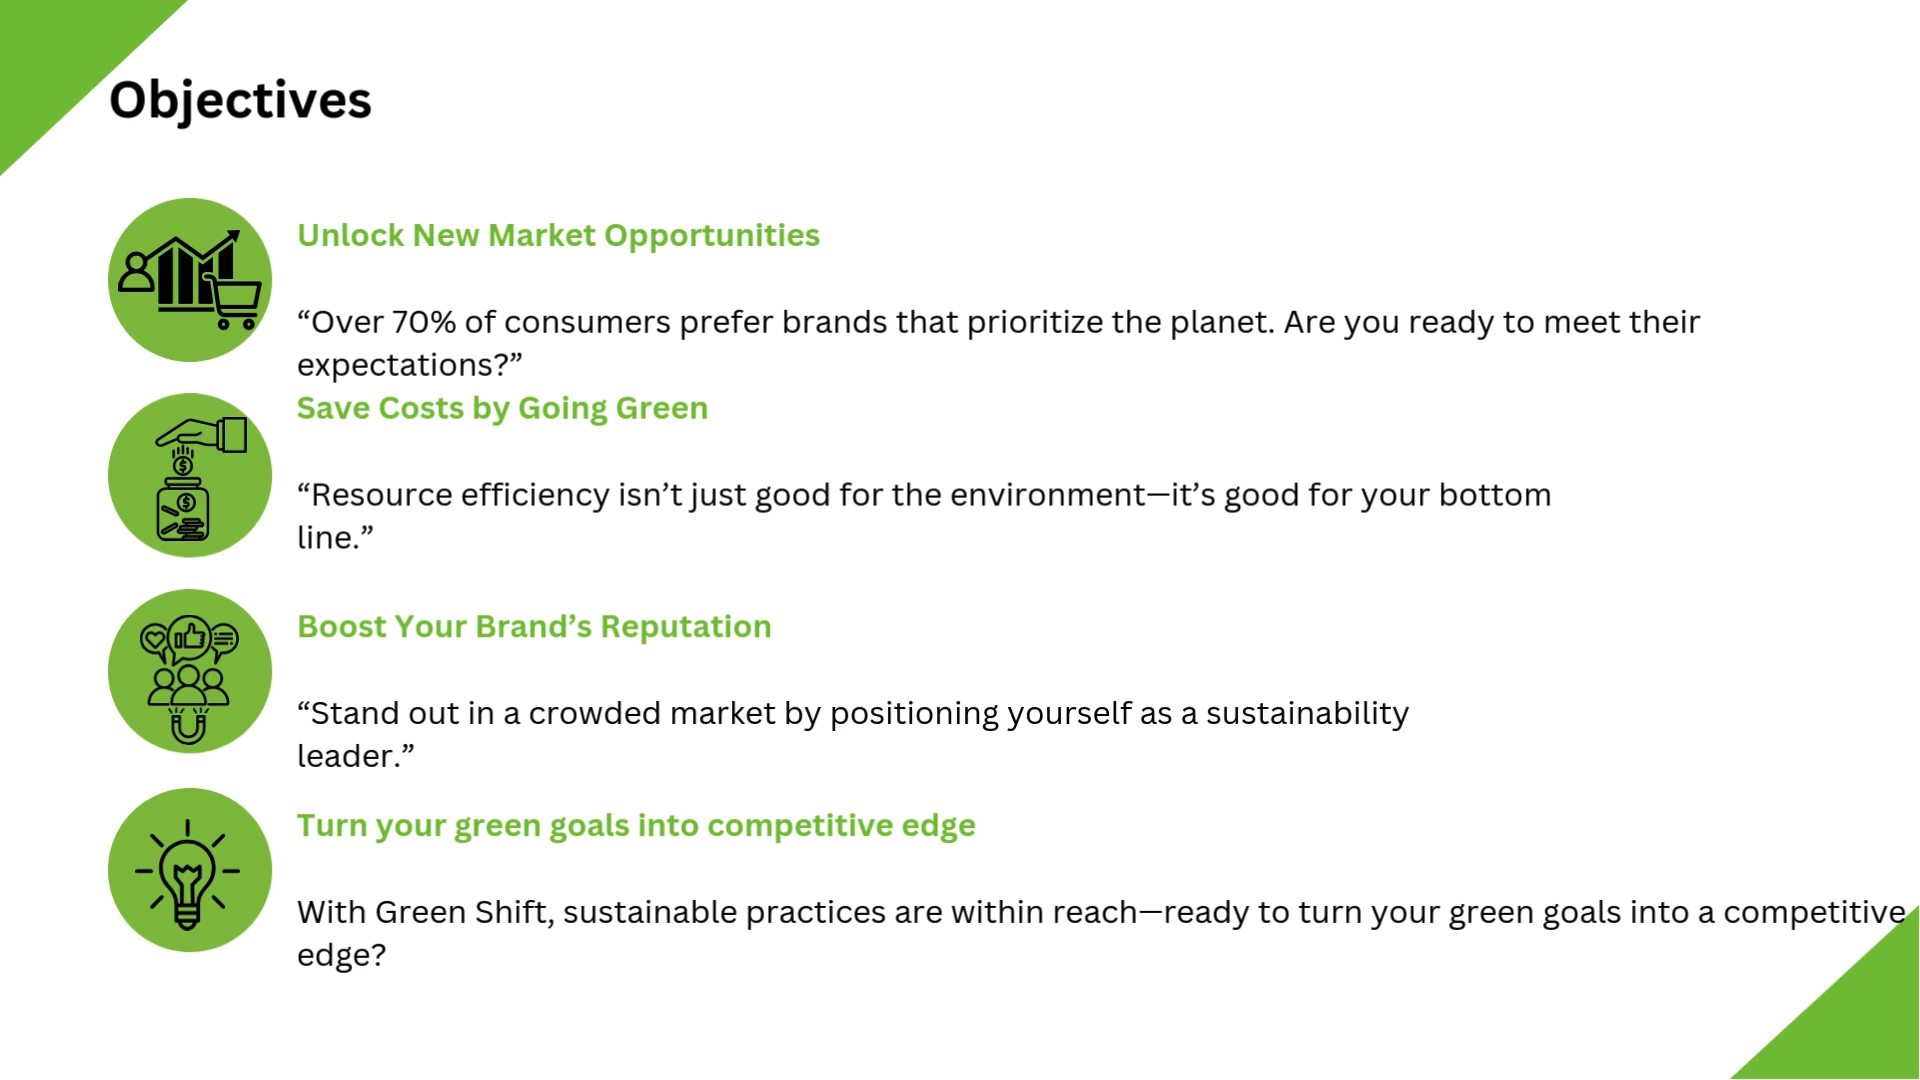 Objectives
Unlock New Market Opportunities
“Over 70% of consumers prefer brands that prioritize the planet. Are you ready to meet their
expectations?”
Save Costs by Going Green
“Resource efficiency isn’t just good for the environment—it’s good for your bottom
line.”
Boost Your Brand’s Reputation
“Stand out in a crowded market by positioning yourself as a sustainability
leader.”
Turn your green goals into competitive edge
With Green Shift, sustainable practices are within reach—ready to turn your green goals into a competitive
edge?